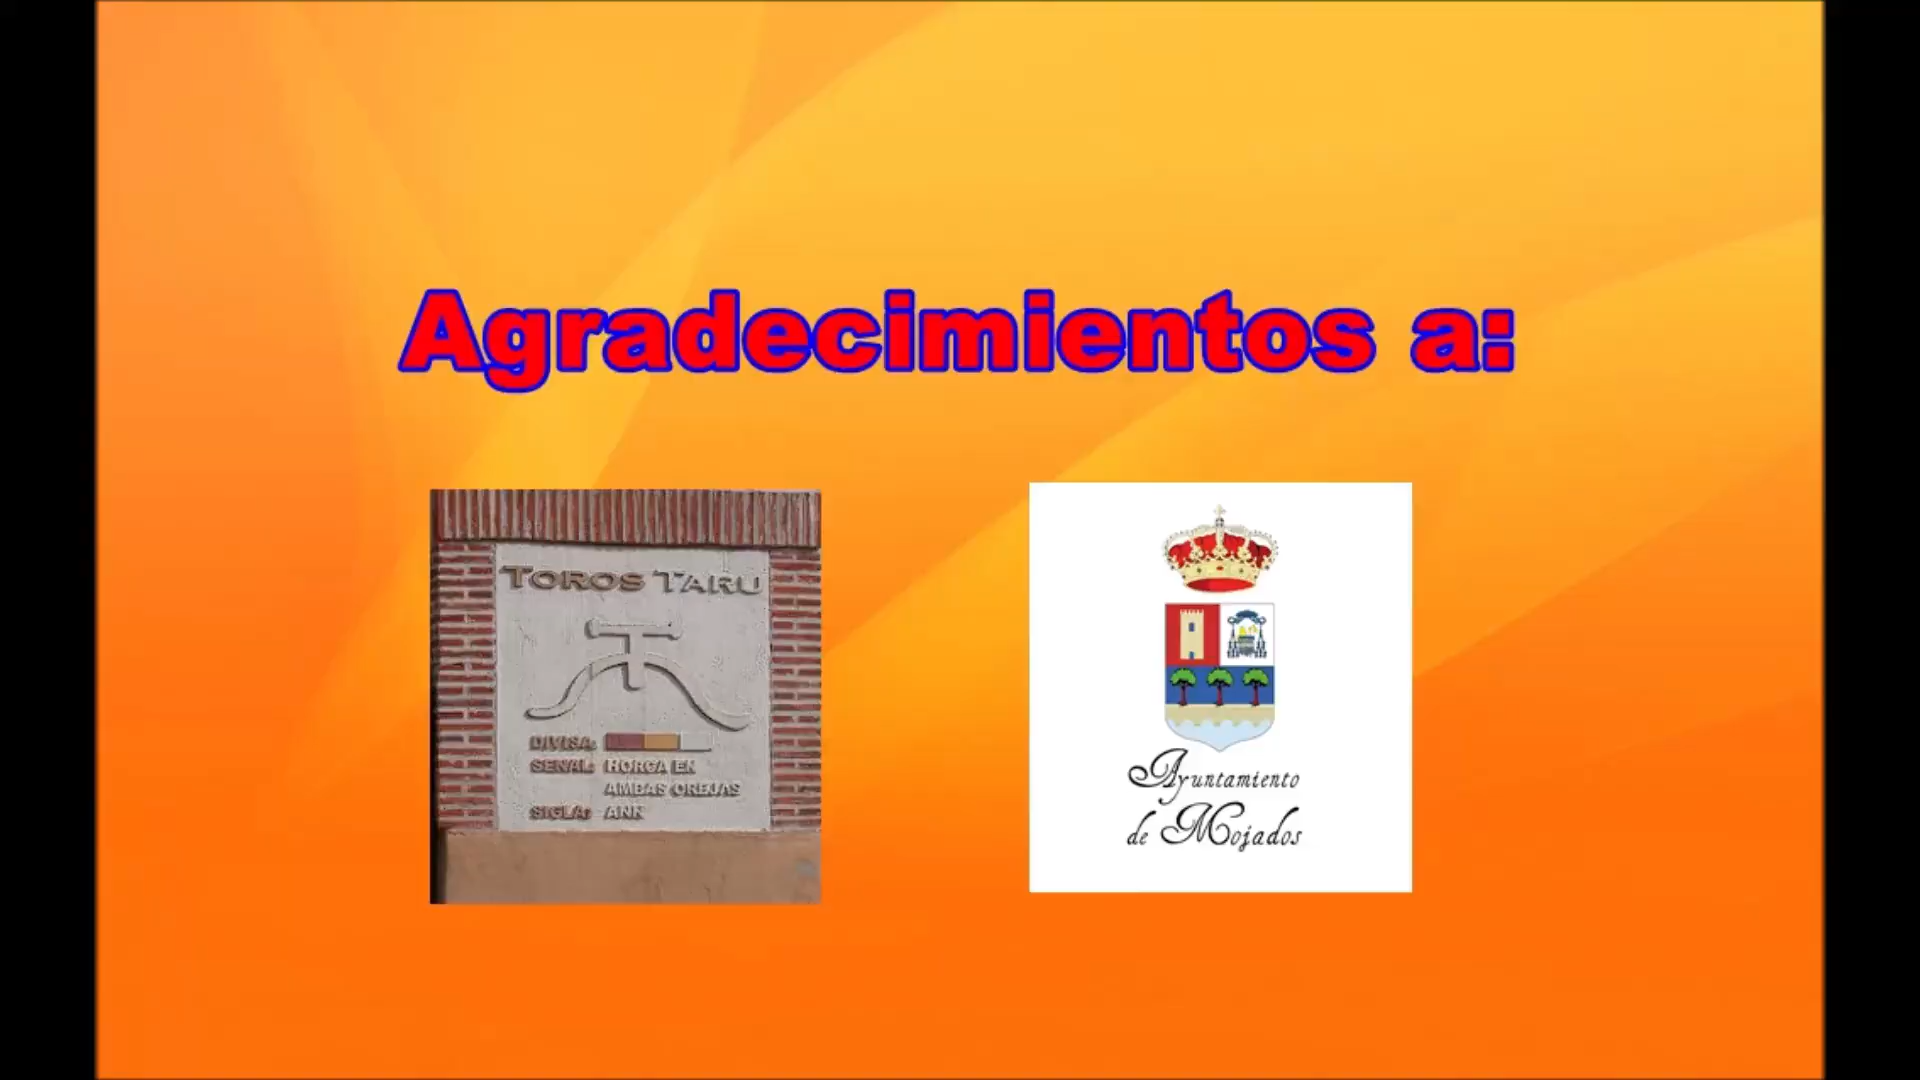 Agradecimientos a:
TOROS TARU
DIVISA:
SEÑAL: HORCA EN
AMBAS OREJAS
SIGLA: ANK
Ayuntamiento
de Mojados